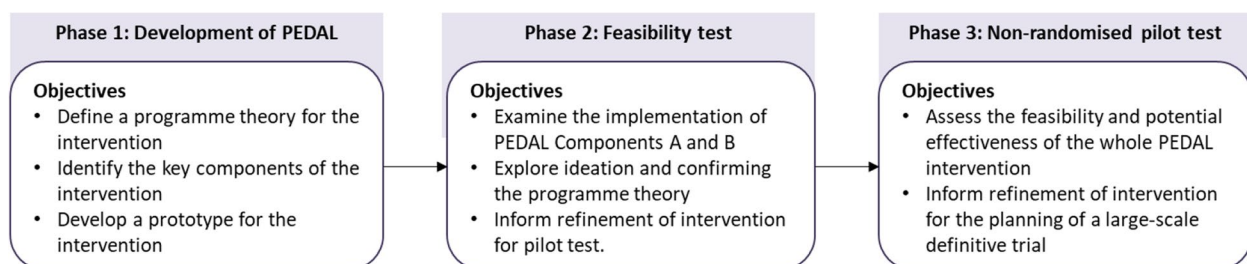 Phase 1: Development of PEDAL
Objectives
• Define a programme theory for the
intervention
• Identify the key components of the
intervention
• Develop a prototype for the
intervention
Phase 2: Feasibility test
Objectives
• Examine the implementation of
PEDAL Components A and B
• Explore ideation and confirming
the programme theory
• Inform refinement of intervention
for pilot test.
Phase 3: Non-randomised pilot test
Objectives
• Assess the feasibility and potential
effectiveness of the whole PEDAL
intervention
• Inform refinement of intervention
for the planning of a large-scale
definitive trial